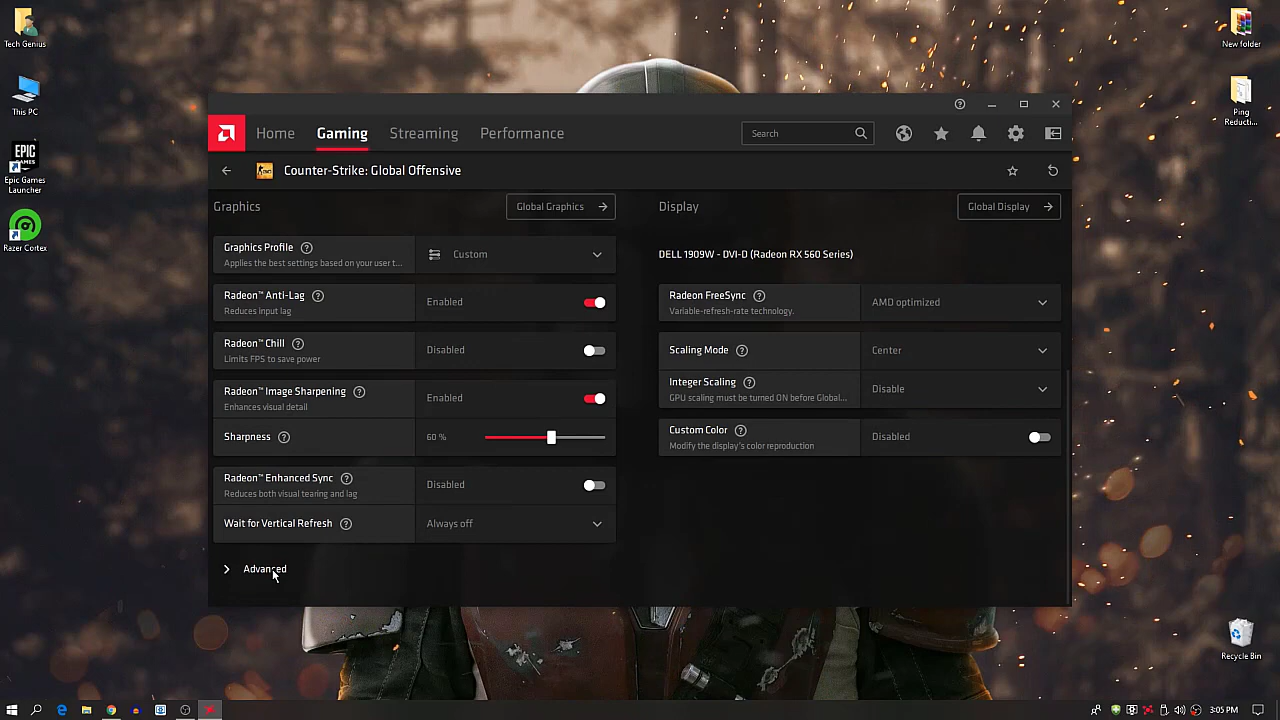 Tech Genius
This PC
EPIC
GAMES
Epic Games
Launcher
Razer Cortex
New folder
Ping
Reducti...
Recycle Bin
Home
Gaming
Streaming
Performance
Search
Counter-Strike: Global Offensive
Graphics
Global Graphics
Graphics Profile
Applies the best settings based on your user t...
Custom
Radeon™ Anti-Lag
Reduces input lag
Enabled
Radeon™ Chill
Limits FPS to save power
Disabled
Radeon™ Image Sharpening
Enhances visual detail
Enabled
Sharpness
60 %
Radeon™ Enhanced Sync
Reduces both visual tearing and lag
Disabled
Wait for Vertical Refresh
Always off
Advanced
Display
Global Display
DELL 1909W - DVI-D (Radeon RX 560 Series)
Radeon FreeSync
Variable-refresh-rate technology.
AMD optimized
Scaling Mode
Center
Integer Scaling
GPU scaling must be turned ON before Global...
Disable
Custom Color
Modify the display's color reproduction
Disabled
3:05 PM